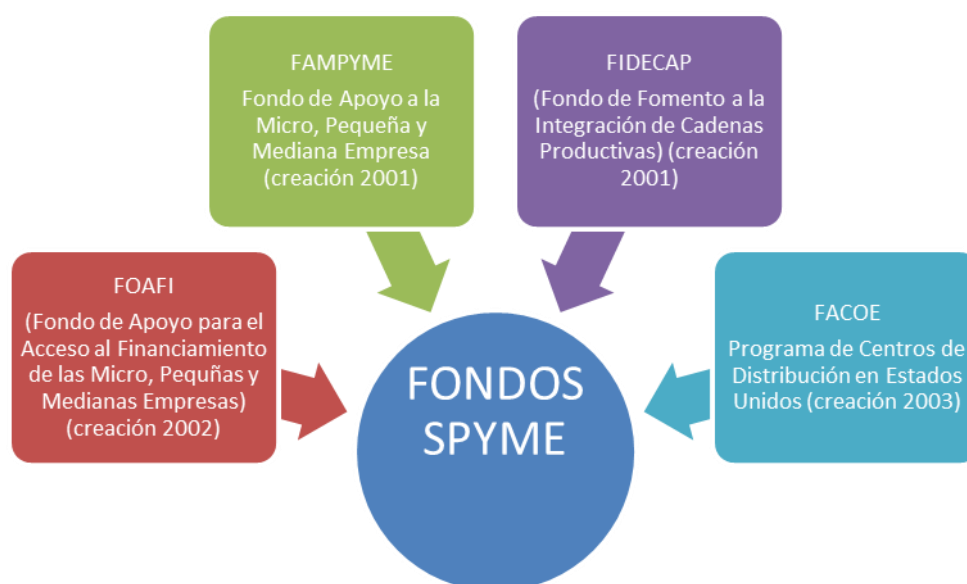 FAMPYME
Fondo de Apoyo a la
Micro, Pequeña y
Mediana Empresa
(creación 2001)
FIDECAP
(Fondo de Fomento a la
Integración de Cadenas
Productivas) (creación
2001)
FOAFI
(Fondo de Apoyo para el
Acceso al Financiamiento
de las Micro, Pequñas y
Medianas Empresas)
(creación 2002)
FACOE
Programa de Centros de
Distribución en Estados
Unidos (creación 2003)
FONDOS
SPYME